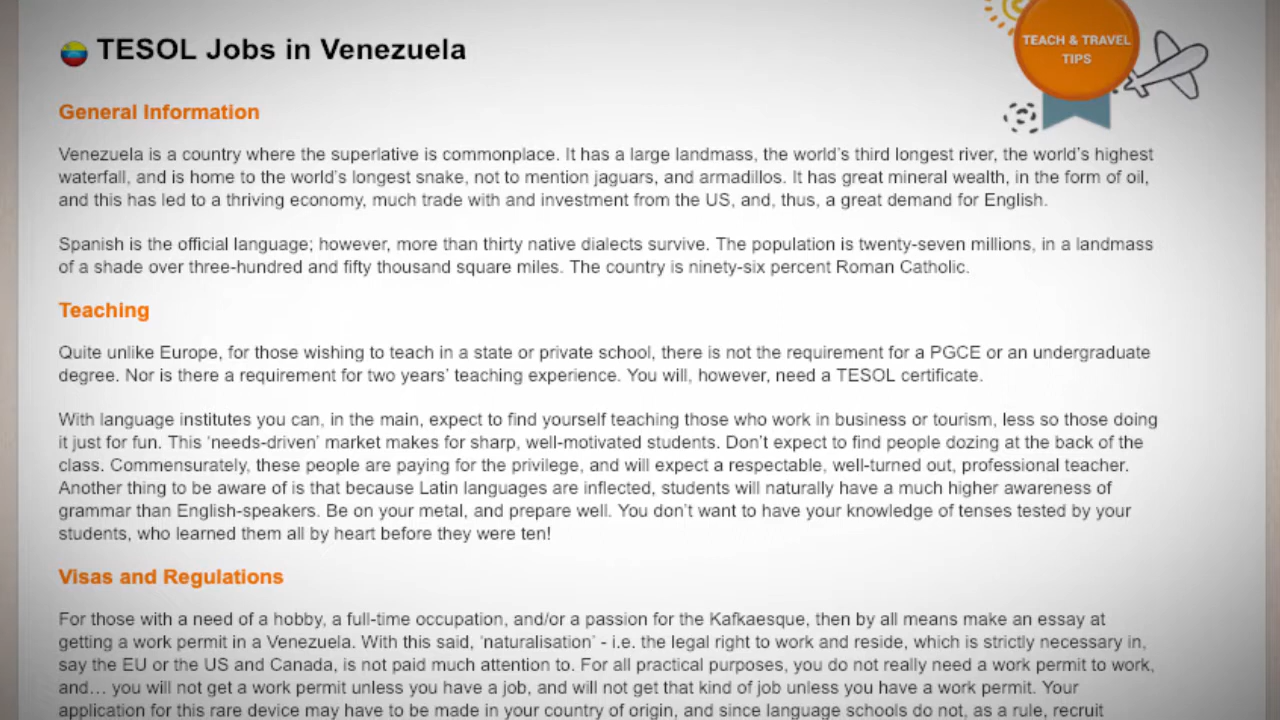 TEACH & TRAVEL
TIPS
TESOL Jobs in Venezuela
General Information
Venezuela is a country where the superlative is commonplace. It has a large landmass, the world's third longest river, the world's highest
waterfall, and is home to the world's longest snake, not to mention jaguars, and armadillos. It has great mineral wealth, in the form of oil,
and this has led to a thriving economy, much trade with and investment from the US, and, thus, a great demand for English.
Spanish is the official language; however, more than thirty native dialects survive. The population is twenty-seven millions, in a landmass
of a shade over three-hundred and fifty thousand square miles. The country is ninety-six percent Roman Catholic.
Teaching
Quite unlike Europe, for those wishing to teach in a state or private school, there is not the requirement for a PGCE or an undergraduate
degree. Nor is there a requirement for two years' teaching experience. You will, however, need a TESOL certificate.
With language institutes you can, in the main, expect to find yourself teaching those who work in business or tourism, less so those doing
it just for fun. This 'needs-driven' market makes for sharp, well-motivated students. Don't expect to find people dozing at the back of the
class. Commensurately, these people are paying for the privilege, and will expect a respectable, well-turned out, professional teacher.
Another thing to be aware of is that because Latin languages are inflected, students will naturally have a much higher awareness of
grammar than English-speakers. Be on your metal, and prepare well. You don't want to have your knowledge of tenses tested by your
students, who learned them all by heart before they were ten!
Visas and Regulations
For those with a need of a hobby, a full-time occupation, and/or a passion for the Kafkaesque, then by all means make an essay at
getting a work permit in a Venezuela. With this said, 'naturalisation' - i.e. the legal right to work and reside, which is strictly necessary in,
say the EU or the US and Canada, is not paid much attention to. For all practical purposes, you do not really need a work permit to work,
and… you will not get a work permit unless you have a job, and will not get that kind of job unless you have a work permit. Your
application for this rare device may have to be made in your country of origin, and since language schools do not, as a rule, recruit